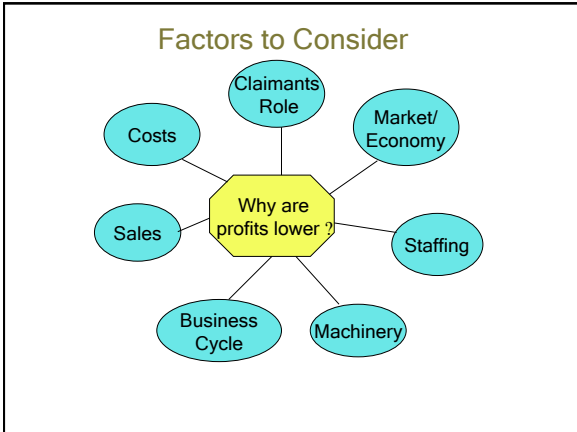 Factors to Consider
Claimants
Role
Market/
Economy
Costs
Why are
profits lower ?
Sales
Staffing
Business
Cycle
Machinery